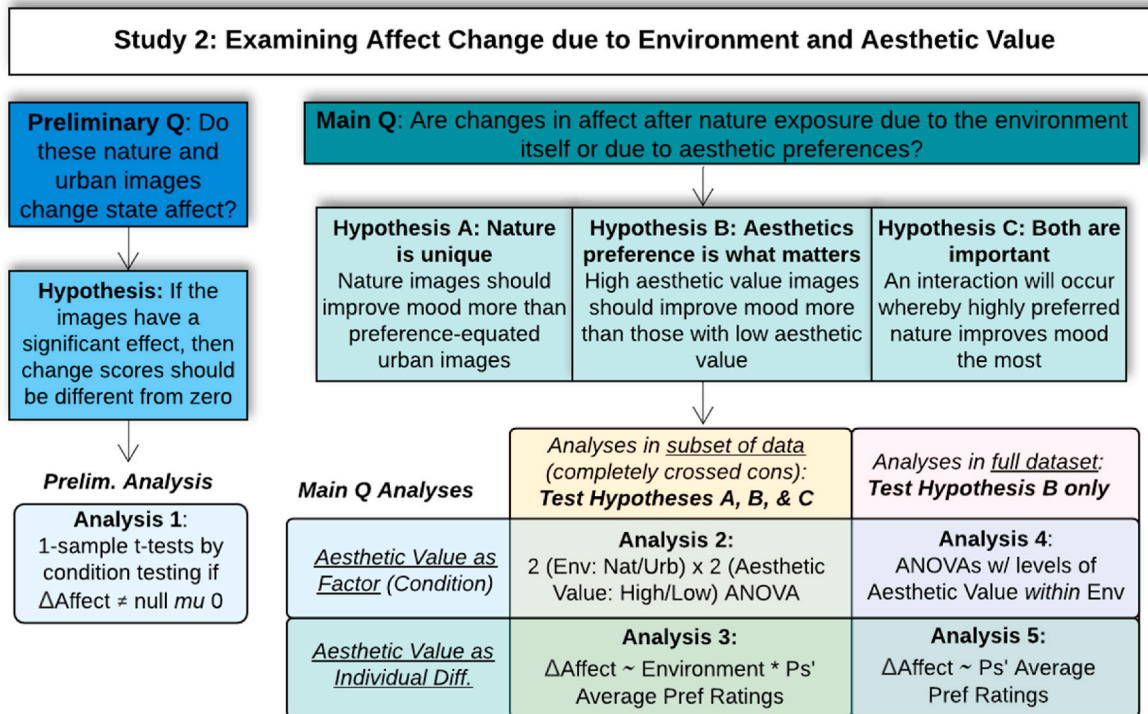 Study 2: Examining Affect Change due to Environment and Aesthetic Value
Preliminary Q: Do
these nature and
urban images
change state affect?
Hypothesis: If the
images have a
significant effect, then
change scores should
be different from zero
Prelim. Analysis
Analysis 1:
1-sample t-tests by
condition testing if
ΔAffect ≠ null mu 0
Main Q: Are changes in affect after nature exposure due to the environment
itself or due to aesthetic preferences?
Hypothesis A: Nature
is unique
Nature images should
improve mood more than
preference-equated
urban images
Hypothesis B: Aesthetics
preference is what matters
High aesthetic value images
should improve mood more
than those with low aesthetic
value
Hypothesis C: Both are
important
An interaction will occur
whereby highly preferred
nature improves mood
the most
Main Q Analyses
Analyses in subset of data
(completely crossed cons):
Test Hypotheses A, B, & C
Analyses in full dataset:
Test Hypothesis B only
Aesthetic Value as
Factor (Condition)
Analysis 2:
2 (Env: Nat/Urb) x 2 (Aesthetic
Value: High/Low) ANOVA
Analysis 4:
ANOVAs w/ levels of
Aesthetic Value within Env
Aesthetic Value as
Individual Diff.
Analysis 3:
ΔAffect ~ Environment * Ps'
Average Pref Ratings
Analysis 5:
ΔAffect ~ Ps' Average
Pref Ratings